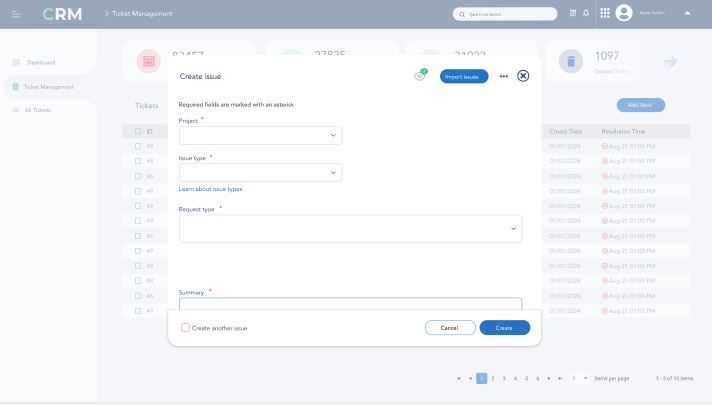 CRM
Ticket Management
Type in to search ...
Super Admin
Dashboard
Ticket Management
All Tickets
1097
Deleted Ticket
Tickets
Add New
ID
Create Date
Resolution Time
#9
01/01/2024
Aug 21 01:00 PM
#8
01/01/2024
Aug 21 01:00 PM
#6
01/01/2024
Aug 21 01:00 PM
#9
01/01/2024
Aug 21 01:00 PM
#9
01/01/2024
Aug 21 01:00 PM
#8
01/01/2024
Aug 21 01:00 PM
#6
01/01/2024
Aug 21 01:00 PM
#9
01/01/2024
Aug 21 01:00 PM
#9
01/01/2024
Aug 21 01:00 PM
#8
01/01/2024
Aug 21 01:00 PM
#6
01/01/2024
Aug 21 01:00 PM
#9
01/01/2024
Aug 21 01:00 PM
Create issue
Import issues
Required fields are marked with an asterisk
Project *
Issue type *
Learn about issue types
Request type *
Summary *
Create another issue
Cancel
Create
1 2 3 4 5 6
3
Items per page
1 - 3 of 10 items